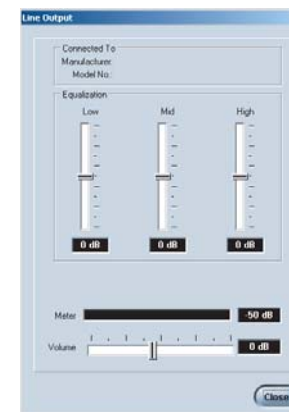 Line Output
Connected To
Manufacturer:
Model No.:
Equalization
Low Mid High
0 dB 0 dB 0 dB
Meter -50 dB
Volume 0 dB
Close